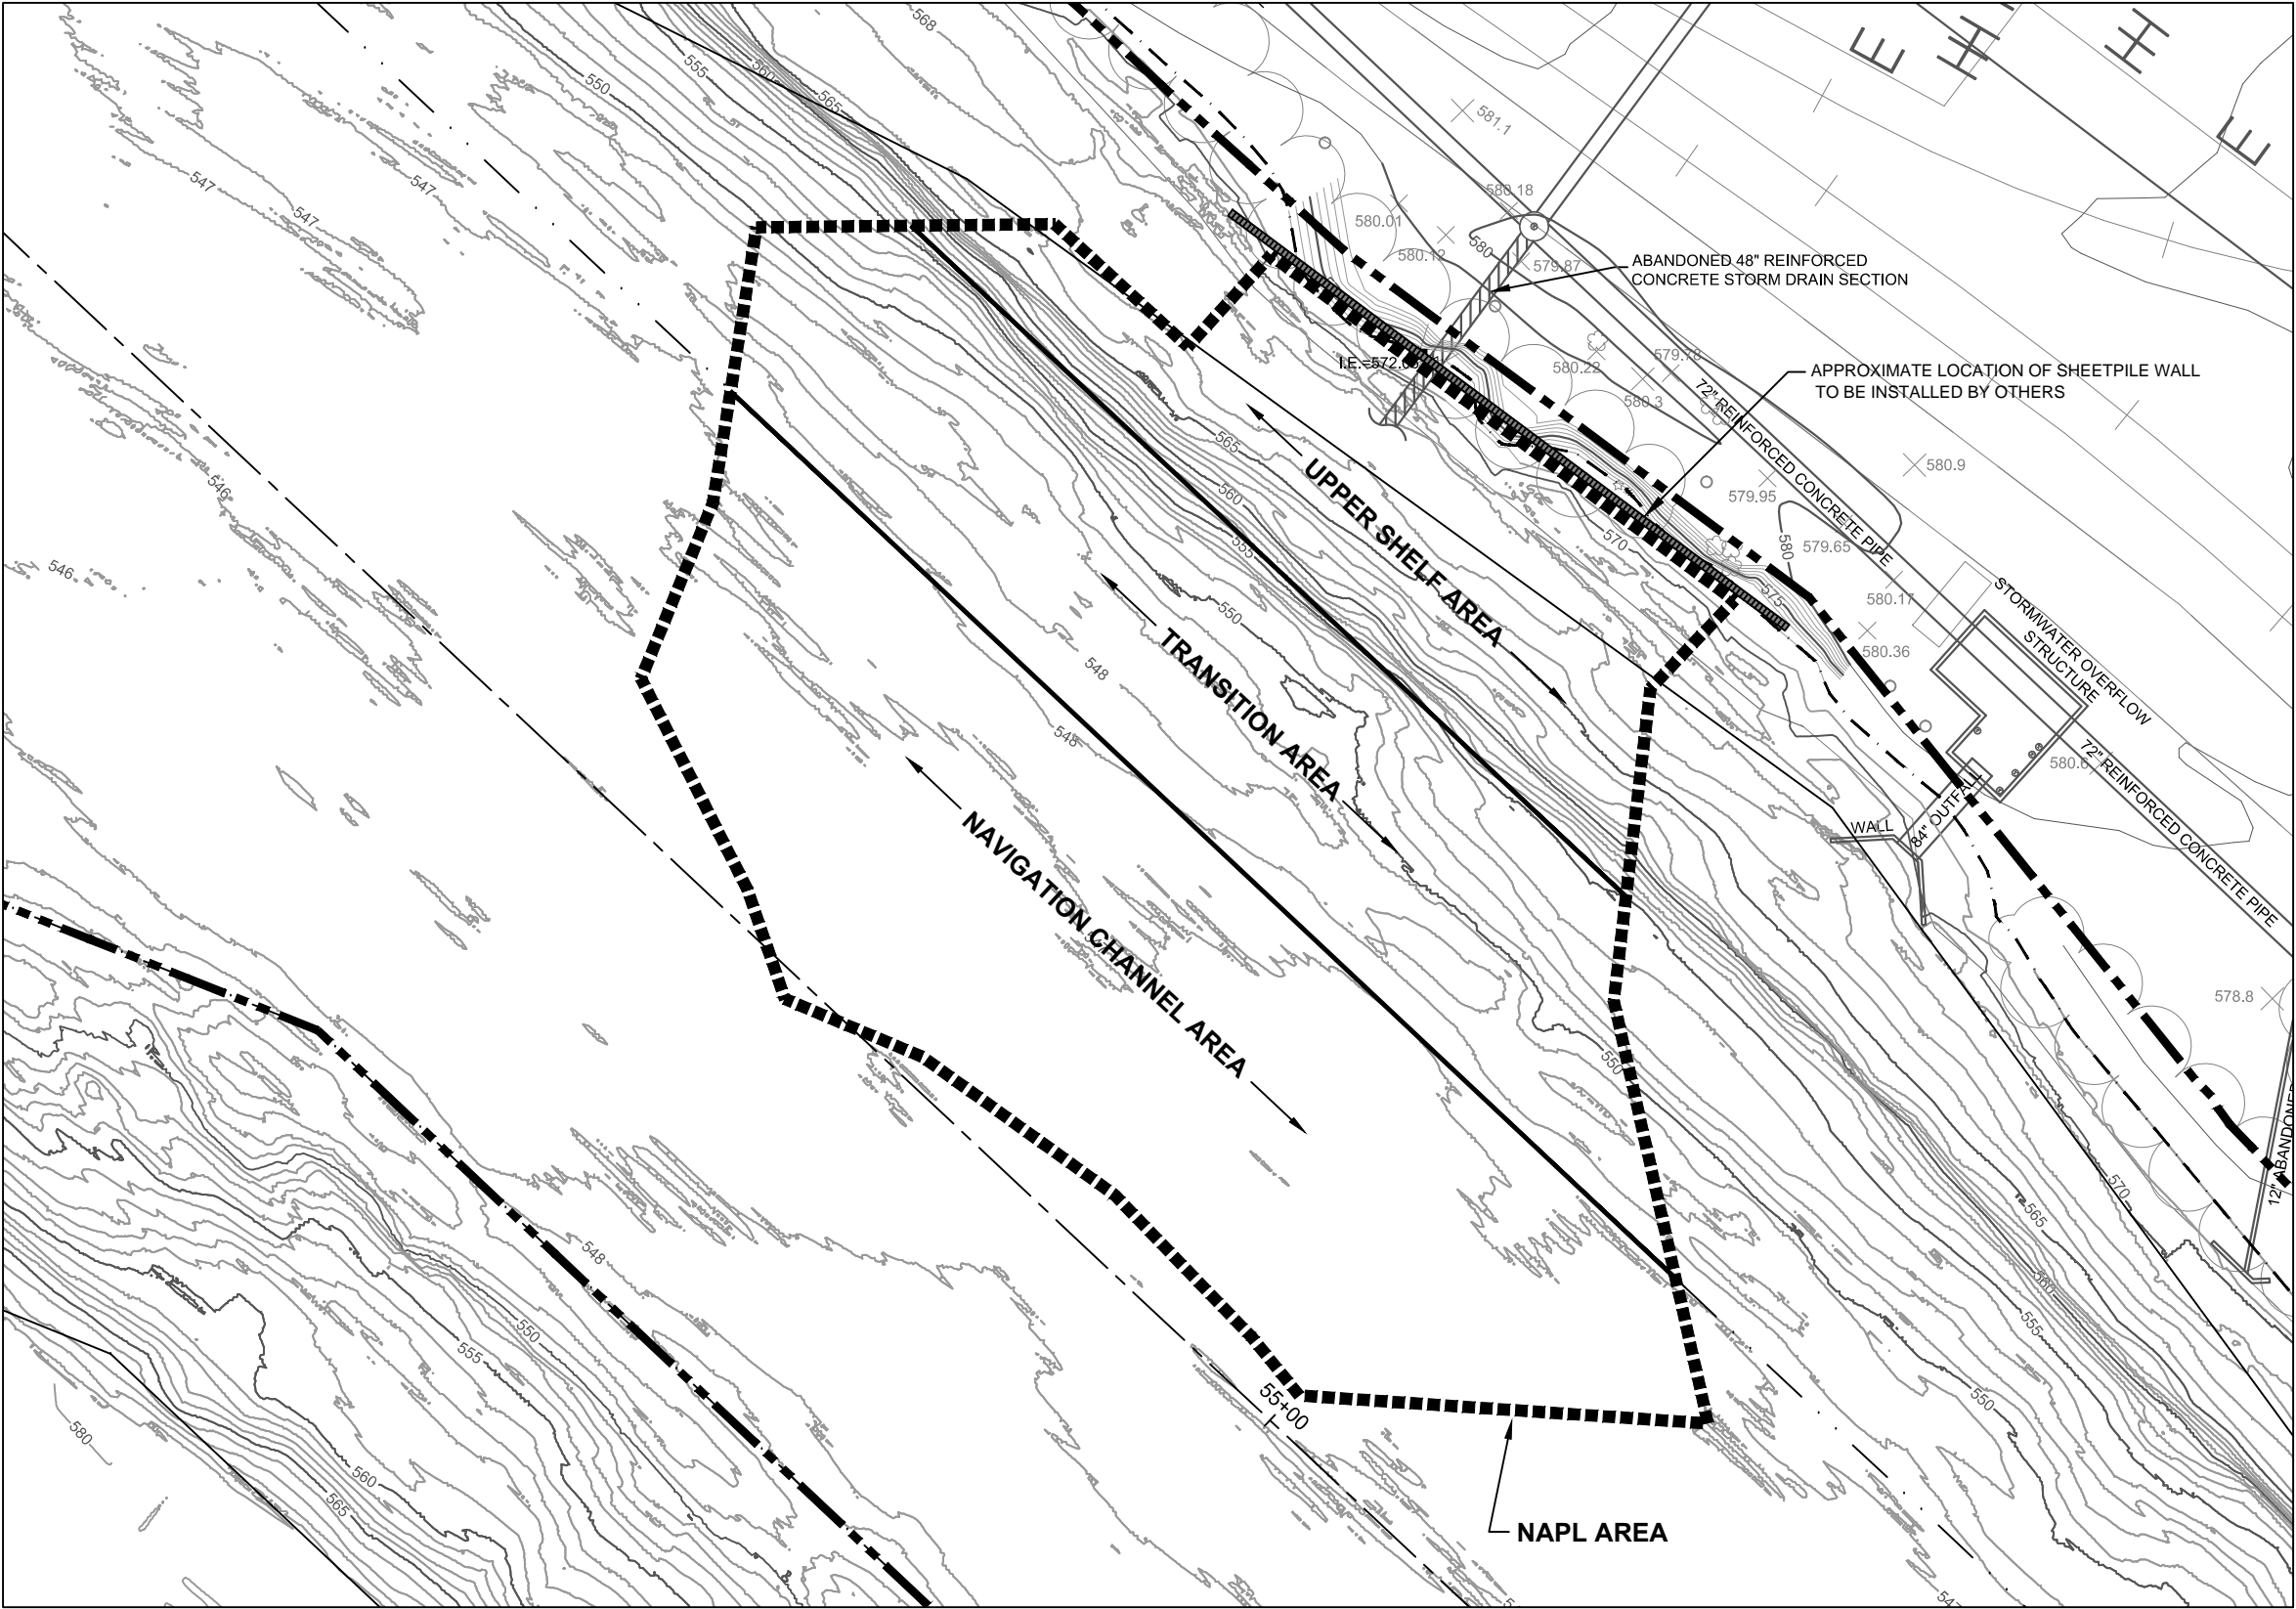 568
550
555
560
565
581.1
E
H
H
H
E
547
547
547
580.18
580.01
580.12
580
579.87
ABANDONED 48" REINFORCED
CONCRETE STORM DRAIN SECTION
580.22
579.78
580.3
APPROXIMATE LOCATION OF SHEETPILE WALL
TO BE INSTALLED BY OTHERS
72" REINFORCED CONCRETE PIPE
565
580.9
546
560
579.95
UPPER SHELF AREA
570
555
580
579.65
546
575
580.17
550
580.36
STORMWATER OVERFLOW
STRUCTURE
548
TRANSITION AREA
548
580.6
72" REINFORCED CONCRETE PIPE
84" OUTFALL
WALL
NAVIGATION CHANNEL AREA
578.8
550
12" ABANDONED
570
565
548
560
550
555
555
55+00
550
580
560
565
NAPL AREA